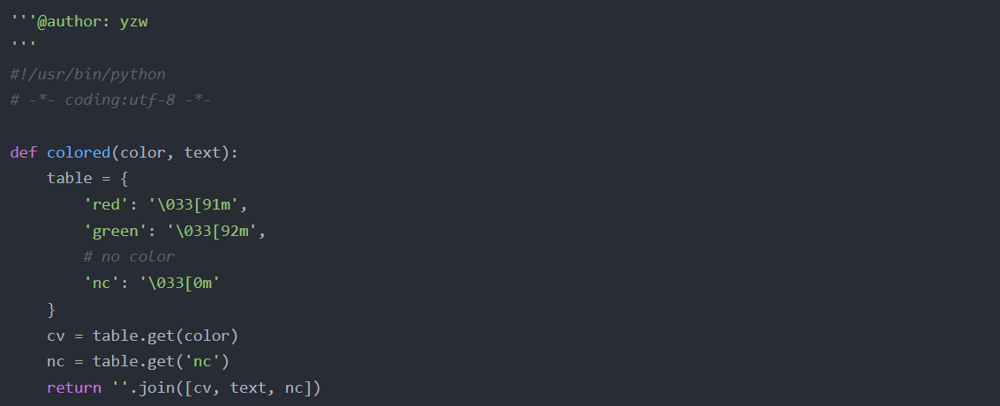 '''@author: yzw
'''
#!/usr/bin/python
# -*- coding:utf-8 -*-

def colored(color, text):
    table = {
        'red': '\033[91m',
        'green': '\033[92m',
        # no color
        'nc': '\033[0m'
    }
    cv = table.get(color)
    nc = table.get('nc')
    return ''.join([cv, text, nc])